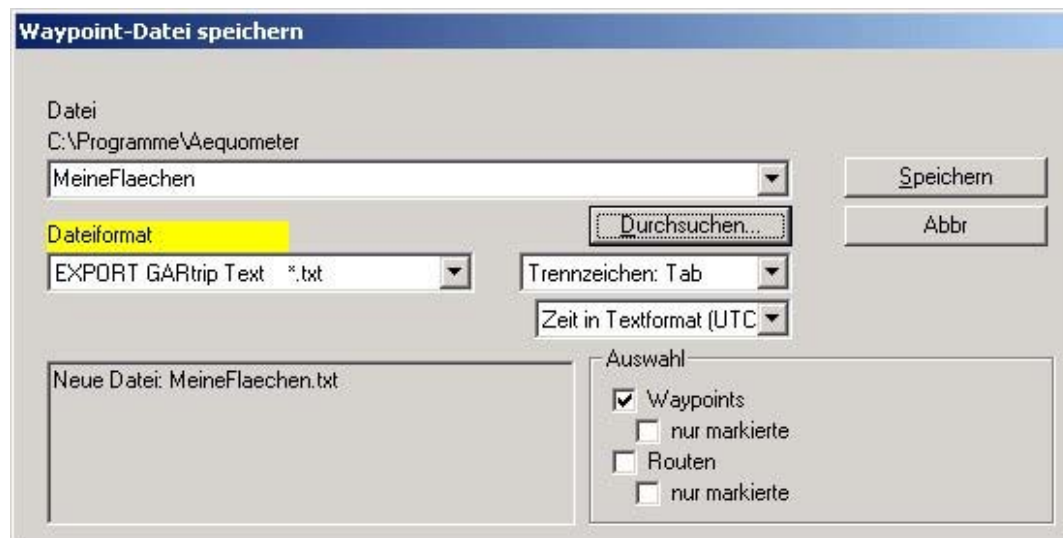 Waypoint-Datei speichern
Datei
C:\Programme\Aequometer
MeineFlaechen
Speichern
Dateiformat
Durchsuchen...
Abbr
EXPORT GARtrip Text *.txt
Trennzeichen: Tab
Zeit in Textformat (UTC
Neue Datei: MeineFlaechen.txt
Auswahl
Waypoints
nur markierte
Routen
nur markierte